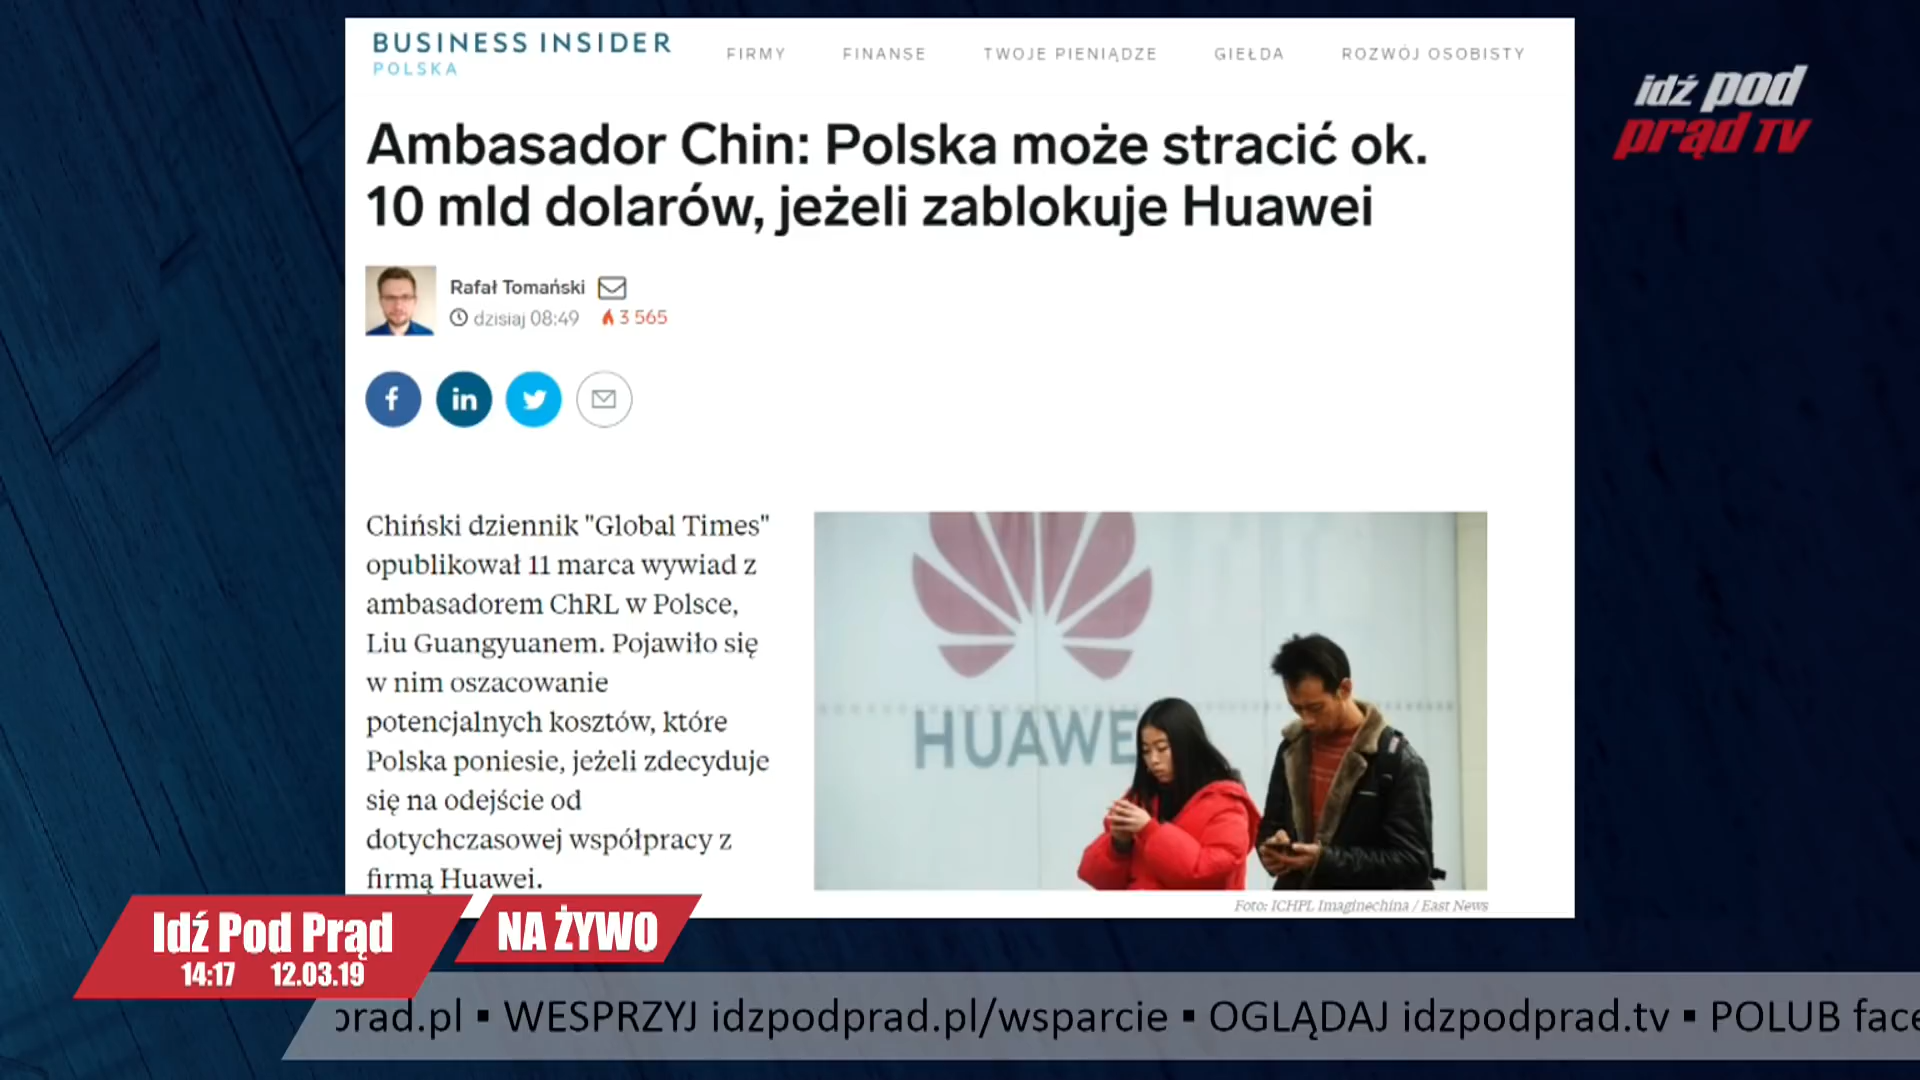 BUSINESS INSIDER
POLSKA
FIRMY FINANSE TWOJE PIENIĄDZE GIEŁDA ROZWÓJ OSOBISTY
idź pod
prąd TV
Ambasador Chin: Polska może stracić ok.
10 mld dolarów, jeżeli zablokuje Huawei
Rafał Tomański
dzisiaj 08:49 3 565
Chiński dziennik "Global Times"
opublikował 11 marca wywiad z
ambasadorem ChRL w Polsce,
Liu Guangyuanem. Pojawiło się
w nim oszacowanie
potencjalnych kosztów, które
Polska poniesie, jeżeli zdecyduje
się na odejście od
dotychczasowej współpracy z
firmą Huawei.
HUAWE
Foto: ICHPL Imaginechina / East News
Idź Pod Prąd
14:17 12.03.19
NA ŻYWO
prad.pl ▪ WESPRZYJ idzpodprad.pl/wsparcie ▪ OGLĄDAJ idzpodprad.tv ▪ POLUB face